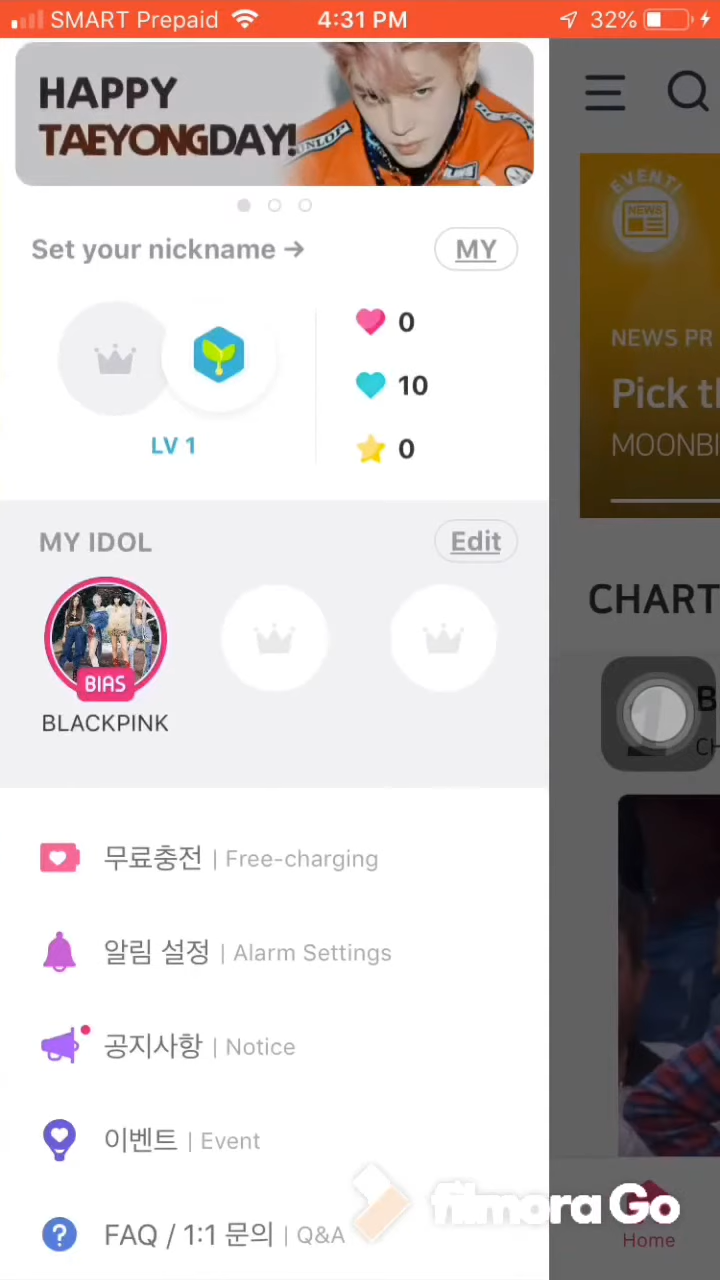 SMART Prepaid
4:31 PM
32%
HAPPY
TAEYONGDAY!
Set your nickname →
MY
0
10
LV 1
0
MY IDOL
Edit
BIAS
BLACKPINK
무료충전 | Free-charging
알림 설정 | Alarm Settings
공지사항 | Notice
이벤트 | Event
FAQ / 1:1 문의 | Q&A
EVENT!
NEWS
NEWS PR
Pick th
MOONBI
CHART
B
CH
Home
filmora Go